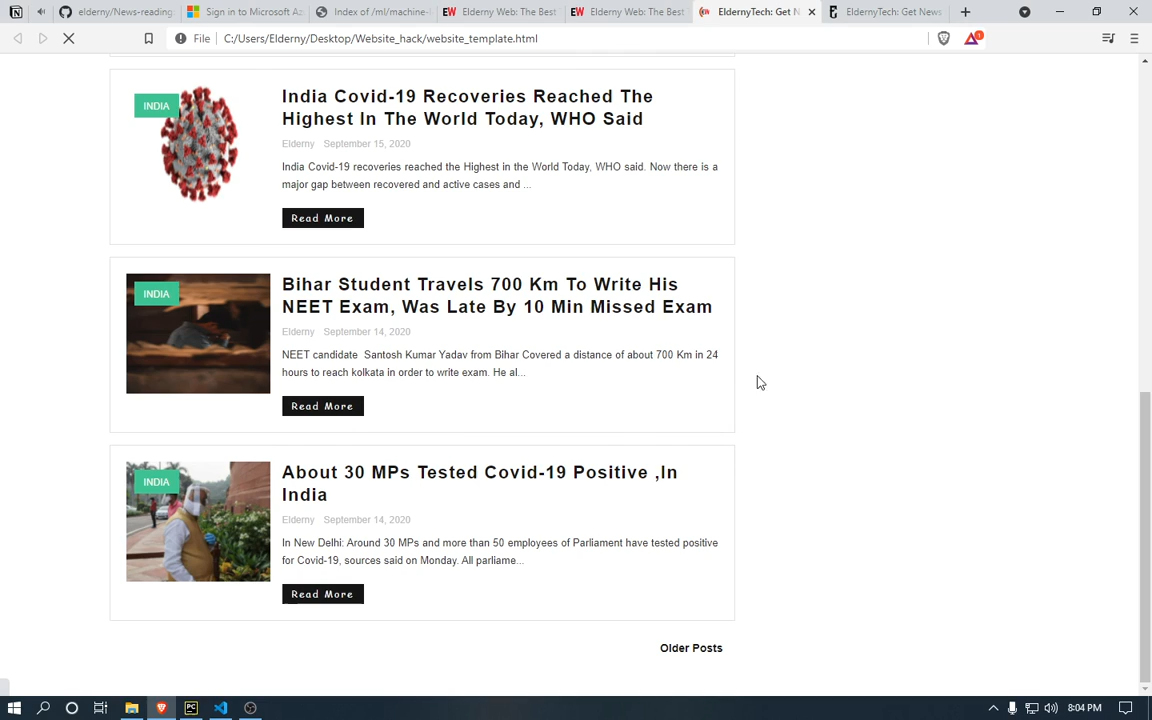 elderny/News-reading
Sign in to Microsoft Az
Index of /ml/machine-l
EW Elderny Web: The Best
EW Elderny Web: The Best
EldernyTech: Get N
EldernyTech: Get News
File C:/Users/Elderny/Desktop/Website_hack/website_template.html
INDIA
India Covid-19 Recoveries Reached The
Highest In The World Today, WHO Said
Elderny September 15, 2020
India Covid-19 recoveries reached the Highest in the World Today, WHO said. Now there is a
major gap between recovered and active cases and ...
Read More
INDIA
Bihar Student Travels 700 Km To Write His
NEET Exam, Was Late By 10 Min Missed Exam
Elderny September 14, 2020
NEET candidate Santosh Kumar Yadav from Bihar Covered a distance of about 700 Km in 24
hours to reach kolkata in order to write exam. He al...
Read More
INDIA
About 30 MPs Tested Covid-19 Positive ,In
India
Elderny September 14, 2020
In New Delhi: Around 30 MPs and more than 50 employees of Parliament have tested positive
for Covid-19, sources said on Monday. All parliame...
Read More
Older Posts
8:04 PM